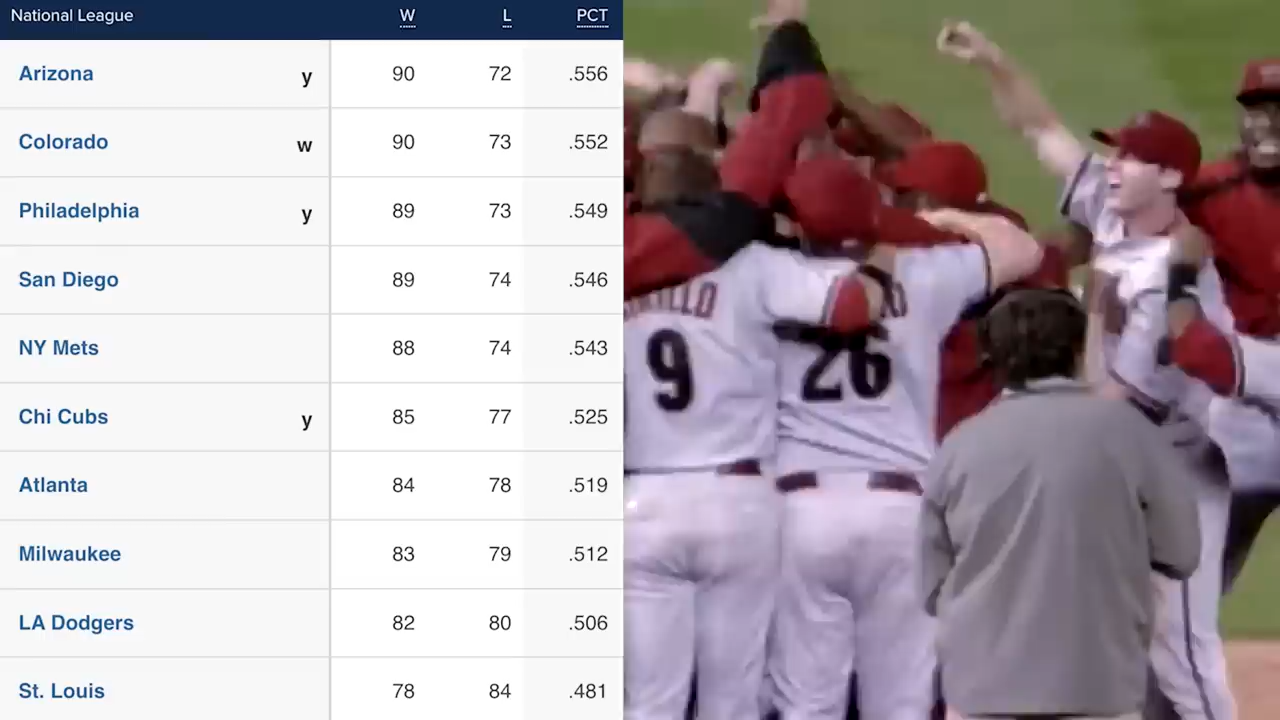 National League W L PCT
Arizona y 90 72 .556
Colorado w 90 73 .552
Philadelphia y 89 73 .549
San Diego 89 74 .546
NY Mets 88 74 .543
Chi Cubs y 85 77 .525
Atlanta 84 78 .519
Milwaukee 83 79 .512
LA Dodgers 82 80 .506
St. Louis 78 84 .481
9
26